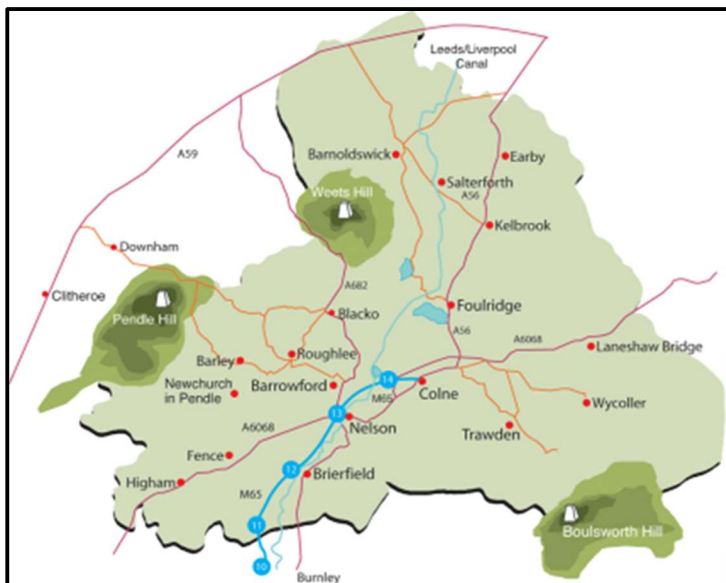 Leeds/Liverpool
Canal
A59
Barnoldswick
Earby
Salterforth
A56
Weets Hill
Kelbrook
Downham
Clitheroe
A682
Pendle Hill
Blacko
Foulridge
A56
A6068
Barley
Roughlee
Laneshaw Bridge
Newchurch
in Pendle
Barrowford
14
M65
Colne
Wycoller
13
Nelson
A6068
Trawden
Fence
12
Brierfield
Higham
M65
11
Boulsworth Hill
10
Burnley